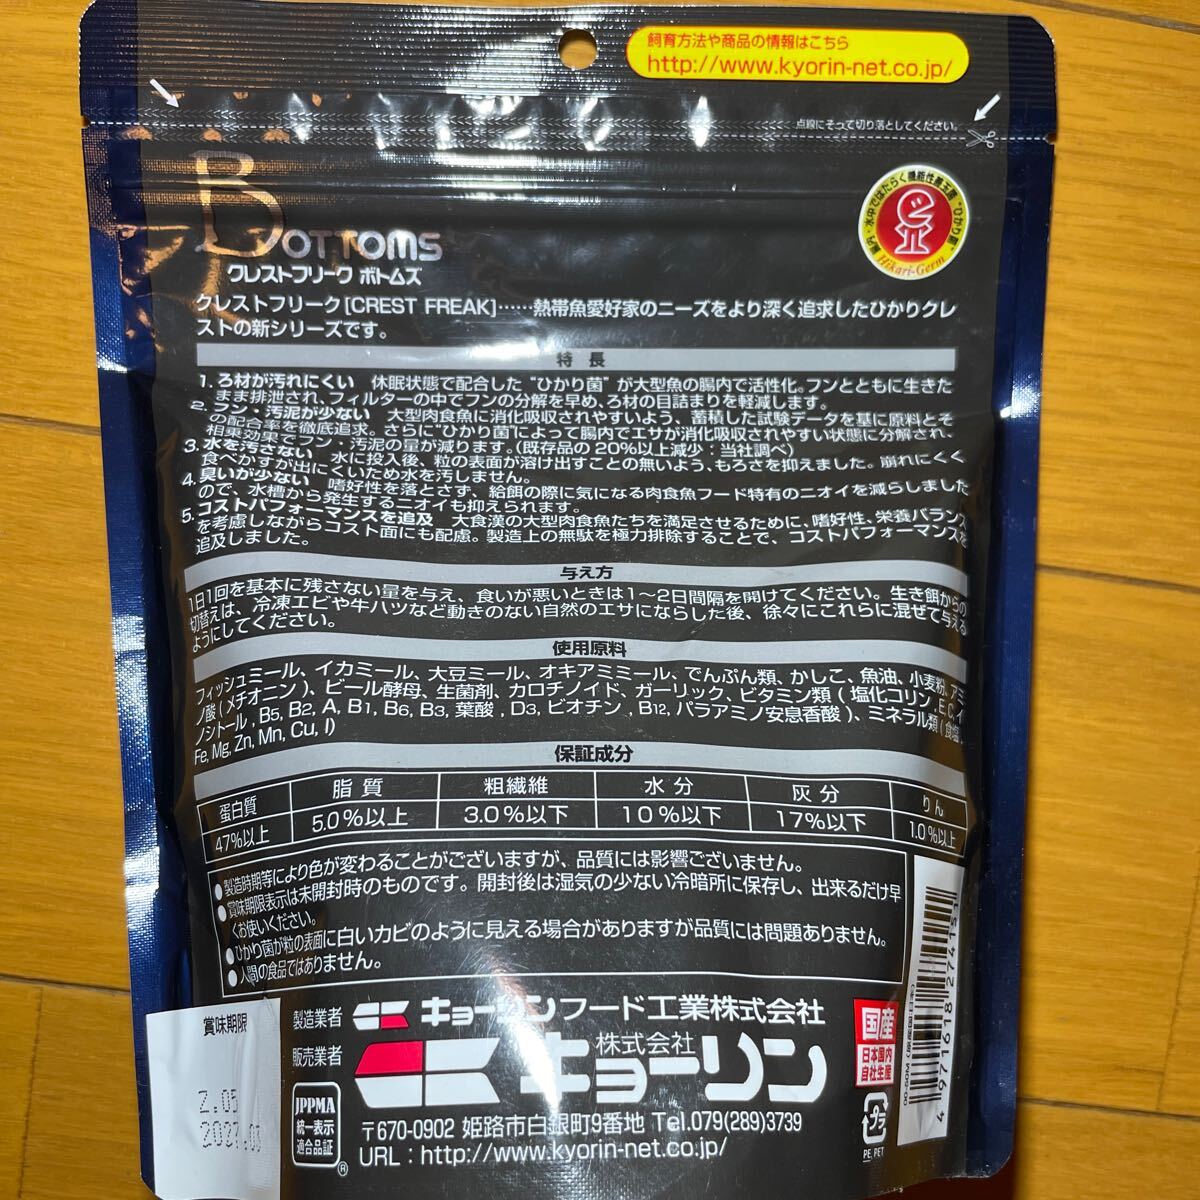 飼育方法や商品の情報はこちら
http://www.kyorin-net.co.jp/
点線にそって切り落としてください。
BOTTOMS
クレストフリーク ボトムズ
腸内・水中ではたらく機能性善玉菌 "ひかり菌"
Hikari-Germ
クレストフリーク[CREST FREAK]……熱帯魚愛好家のニーズをより深く追求したひかりクレ
ストの新シリーズです。
特長
1. ろ材が汚れにくい 休眠状態で配合した "ひかり菌" が大型魚の腸内で活性化。フンとともに生きた
まま排泄され、フィルターの中でフンの分解を早め、ろ材の目詰まりを軽減します。
2. フン・汚泥が少ない 大型肉食魚に消化吸収されやすいよう、蓄積した試験データを基に原料とそ
の配合率を徹底追求。さらに"ひかり菌"によって腸内でエサが消化吸収されやすい状態に分解され、
相乗効果でフン・汚泥の量が減ります。(既存品の20%以上減少:当社調べ)
3. 水を汚さない 水に投入後、粒の表面が溶け出すことの無いよう、もろさを抑えました。崩れにくく
食べかすが出にくいため水を汚しません。
4. 臭いが少ない 嗜好性を落とさず、給餌の際に気になる肉食魚フード特有のニオイを減らしました
ので、水槽から発生するニオイも抑えられます。
5. コストパフォーマンスを追及 大食漢の大型肉食魚たちを満足させるために、嗜好性、栄養バランス
を考慮しながらコスト面にも配慮。製造上の無駄を極力排除することで、コストパフォーマンスを
追及しました。
与え方
1日1回を基本に残さない量を与え、食いが悪いときは1〜2日間隔を開けてください。生き餌からの
切替えは、冷凍エビや牛ハツなど動きのない自然のエサにならした後、徐々にこれらに混ぜて与える
ようにしてください。
使用原料
フィッシュミール、イカミール、大豆ミール、オキアミミール、でんぷん類、かしこ、魚油、小麦粉、アミ
ノ酸(メチオニン)、ビール酵母、生菌剤、カロチノイド、ガーリック、ビタミン類(塩化コリン,E,C,イ
ノシトール,B5,B2,A,B1,B6,B3,葉酸,D3,ビオチン,B12,パラアミノ安息香酸)、ミネラル類(食塩,
Fe,Mg,Zn,Mn,Cu,I)
保証成分
蛋白質 脂質 粗繊維 水分 灰分 りん
47%以上 5.0%以上 3.0%以下 10%以下 17%以下 1.0%以上
●製造時期等により色が変わることがございますが、品質には影響ございません。
●賞味期限表示は未開封時のものです。開封後は湿気の少ない冷暗所に保存し、出来るだけ早
くお使いください。
●ひかり菌が粒の表面に白いカビのように見える場合がありますが品質には問題ありません。
●人間の食品ではありません。
賞味期限
2.05
製造業者 キョーリンフード工業株式会社
販売業者 株式会社キョーリン
JPPMA
統一表示
適合品証
®
〒670-0902 姫路市白銀町9番地 Tel.079(289)3739
URL:http://www.kyorin-net.co.jp/
国産
日本国内
自社生産
プラ
PE, PET
4 971618 274151
00-50M